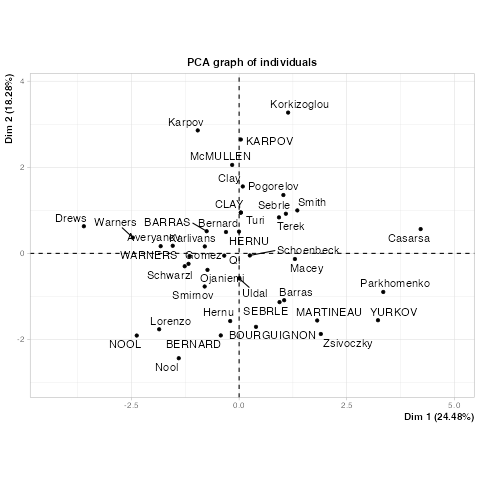 PCA graph of individuals
Dim 2 (18.28%)
4
2
0
-2
Korkizoglou
Karpov
KARPOV
McMULLEN
Clay
Pogorelov
CLAY
Sebrle
Smith
Drews
Warners
BARRAS
Bernard
Turi
Terek
Casarsa
Averyanov
Karlivans
HERNU
WARNERS
Gomez
Schoenbeck
Macey
Schwarzl
Ojaniemi
Uldal
Parkhomenko
Smirnov
Barras
Lorenzo
Hernu
SEBRLE
MARTINEAU
YURKOV
NOOL
BERNARD
BOURGUIGNON
Zsivoczky
Nool
-2.5
0.0
2.5
5.0
Dim 1 (24.48%)